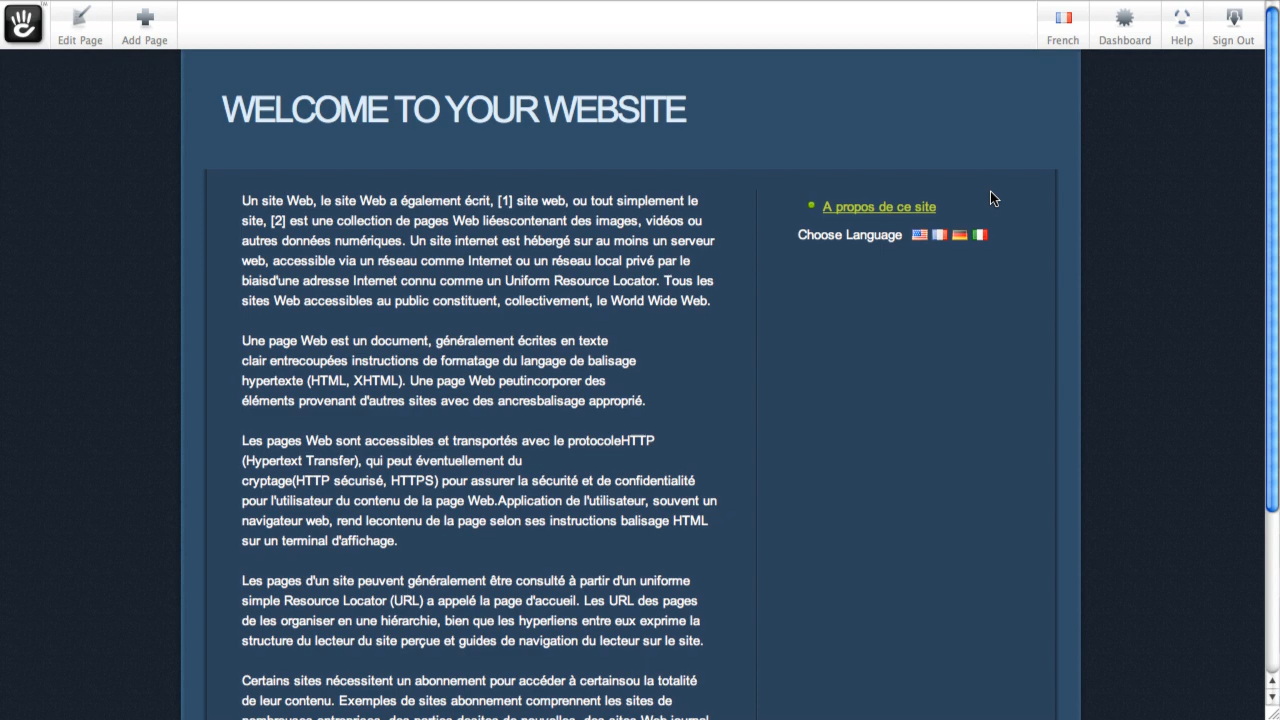 Edit Page
Add Page
French
Dashboard
Help
Sign Out
WELCOME TO YOUR WEBSITE
Un site Web, le site Web a également écrit, [1] site web, ou tout simplement le
site, [2] est une collection de pages Web liéescontenant des images, vidéos ou
autres données numériques. Un site internet est hébergé sur au moins un serveur
web, accessible via un réseau comme Internet ou un réseau local privé par le
biaisd'une adresse Internet connu comme un Uniform Resource Locator. Tous les
sites Web accessibles au public constituent, collectivement, le World Wide Web.
Une page Web est un document, généralement écrites en texte
clair entrecoupées instructions de formatage du langage de balisage
hypertexte (HTML, XHTML). Une page Web peutincorporer des
éléments provenant d'autres sites avec des ancresbalisage approprié.
Les pages Web sont accessibles et transportés avec le protocoleHTTP
(Hypertext Transfer), qui peut éventuellement du
cryptage(HTTP sécurisé, HTTPS) pour assurer la sécurité et de confidentialité
pour l'utilisateur du contenu de la page Web.Application de l'utilisateur, souvent un
navigateur web, rend lecontenu de la page selon ses instructions balisage HTML
sur un terminal d'affichage.
Les pages d'un site peuvent généralement être consulté à partir d'un uniforme
simple Resource Locator (URL) a appelé la page d'accueil. Les URL des pages
de les organiser en une hiérarchie, bien que les hyperliens entre eux exprime la
structure du lecteur du site perçue et guides de navigation du lecteur sur le site.
Certains sites nécessitent un abonnement pour accéder à certainsou la totalité
de leur contenu. Exemples de sites abonnement comprennent les sites de
nombreuses entreprises, des parties desites de nouvelles, des sites Web journal
A propos de ce site
Choose Language